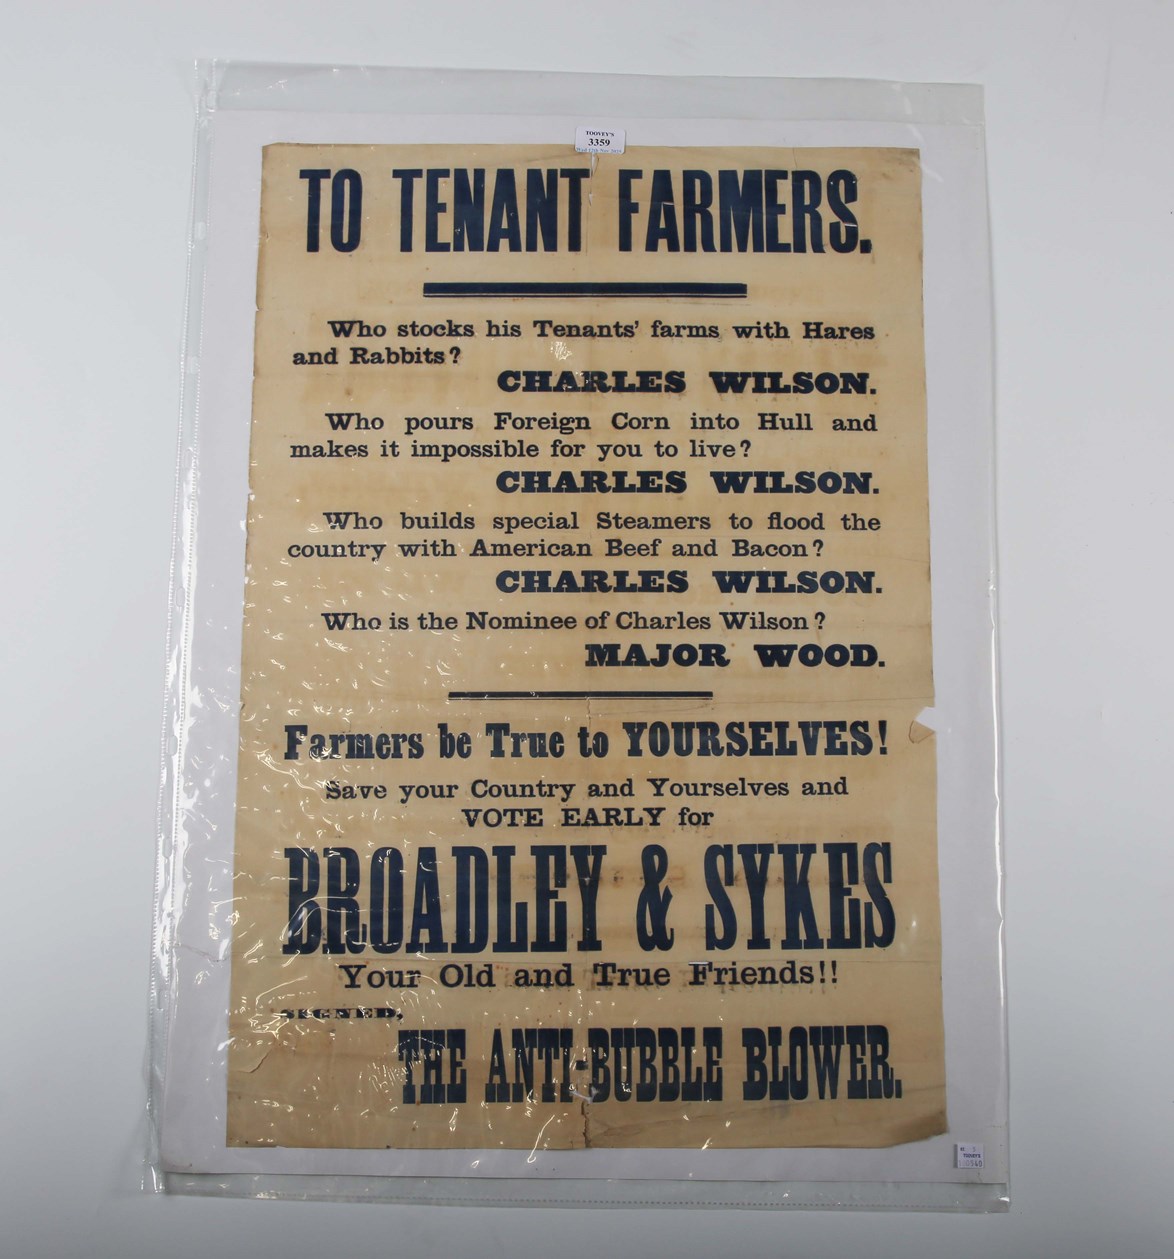 TOOVEY'S
3359
TO TENANT FARMERS.
Who stocks his Tenants' farms with Hares
and Rabbits?
CHARLES WILSON.
Who pours Foreign Corn into Hull and
makes it impossible for you to live?
CHARLES WILSON.
Who builds special Steamers to flood the
country with American Beef and Bacon?
CHARLES WILSON.
Who is the Nominee of Charles Wilson?
MAJOR WOOD.
Farmers be True to YOURSELVES!
Save your Country and Yourselves and
VOTE EARLY for
BROADLEY & SYKES
Your Old and True Friends!!
SIGNED,
THE ANTI-BUBBLE BLOWER.
TOOVEY'S